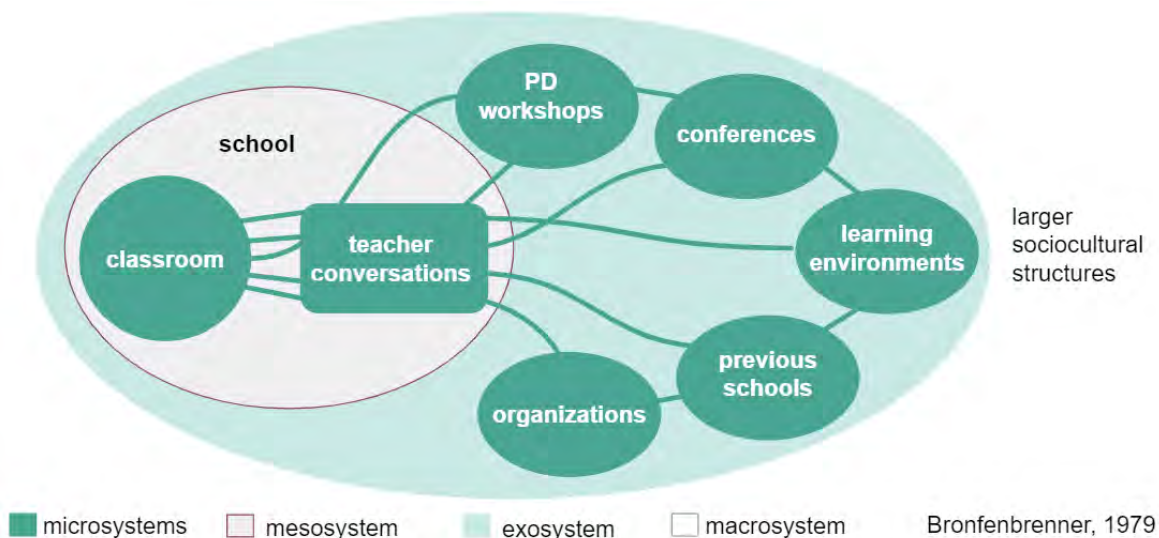 PD
workshops
conferences
school
teacher
conversations
classroom
learning
environments
larger
sociocultural
structures
previous
schools
organizations
microsystems
mesosystem
exosystem
macrosystem
Bronfenbrenner, 1979